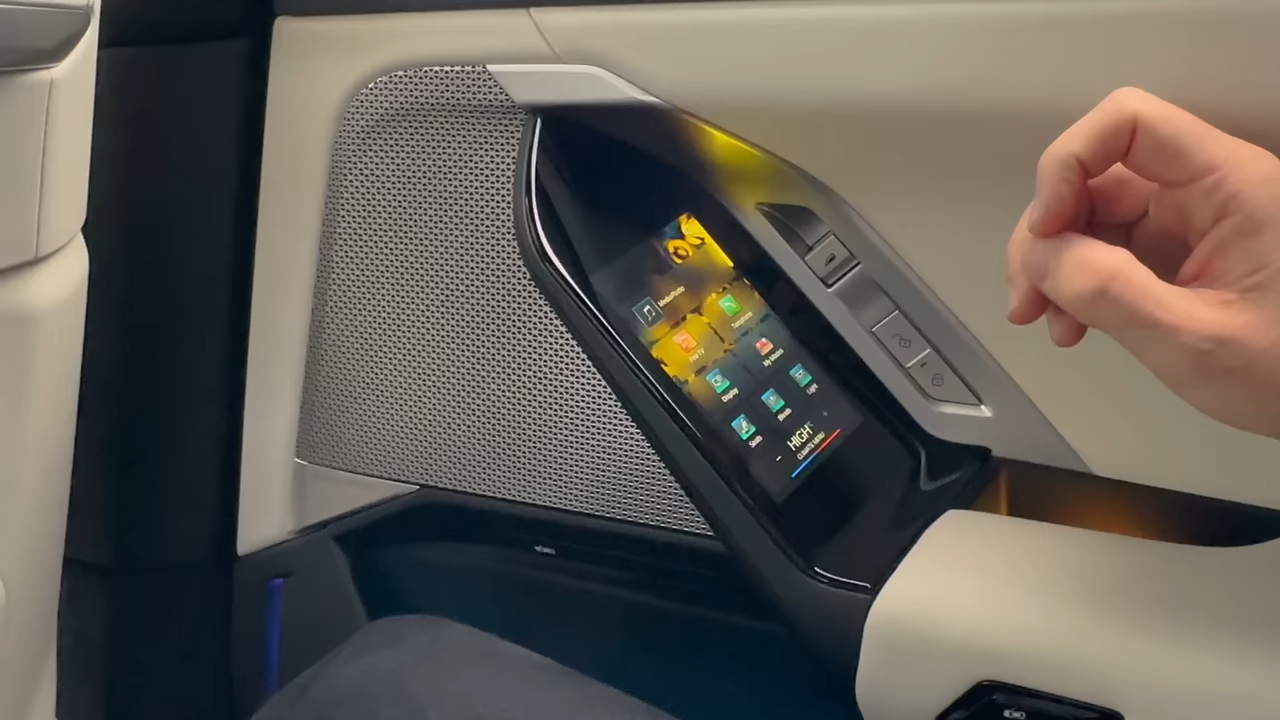 Media/Radio
Telephone
Fire TV
My Modes
Display
Light
Blinds
Seats
HIGH
- +
CLIMATE MENU